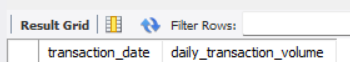 Result Grid Filter Rows:
transaction_date daily_transaction_volume